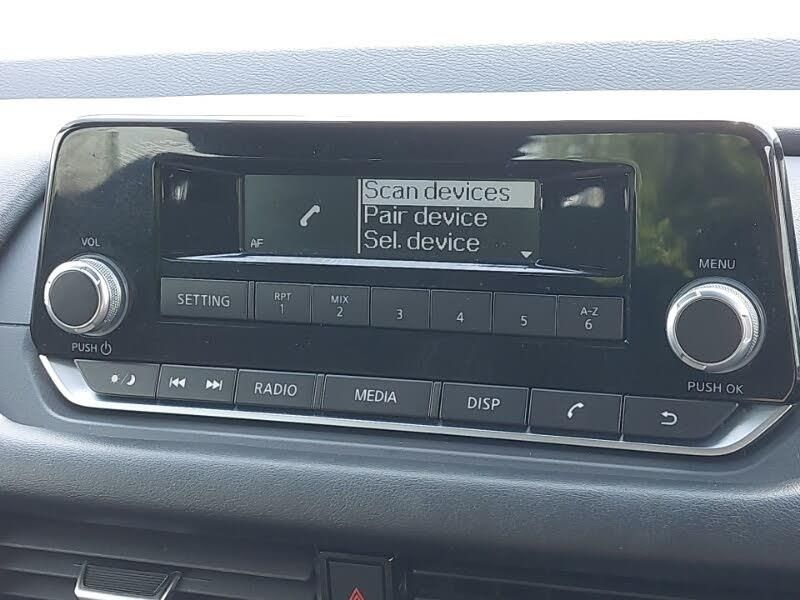 Scan devices
Pair device
AF
Sel. device
VOL
MENU
SETTING
RPT
1
MIX
2
3
4
5
A-Z
6
PUSH
PUSH OK
RADIO
MEDIA
DISP